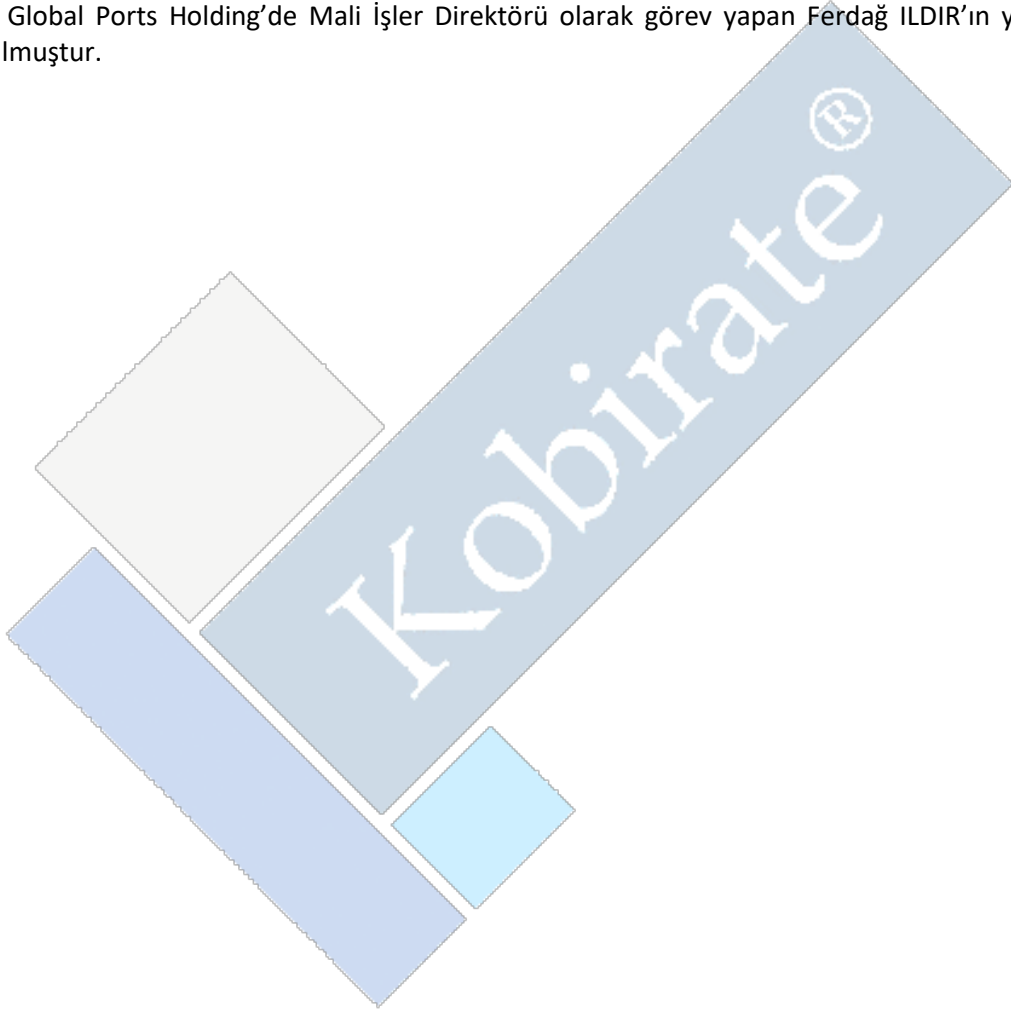 Global Ports Holding’de Mali İşler Direktörü olarak görev yapan Ferdağ ILDIR’ın y
lmuştur.
Kobirate®